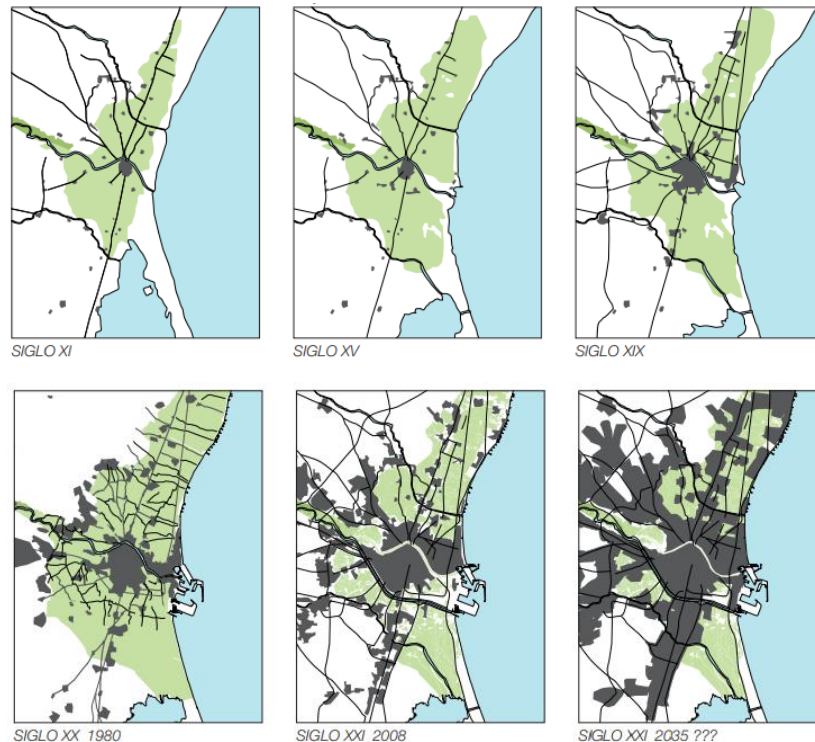 SIGLO XI
SIGLO XV
SIGLO XIX
SIGLO XX 1980
SIGLO XXI 2008
SIGLO XXI 2035 ???